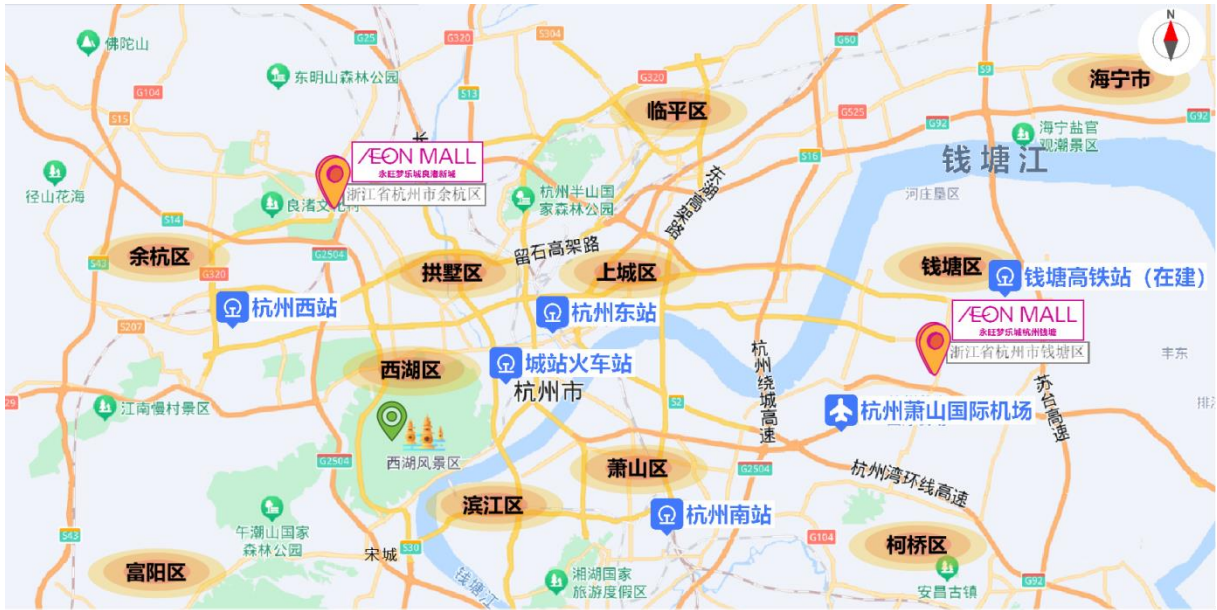 N
佛陀山
G25
G320
S304
G60
东明山森林公园
G320
S9
海宁市
G104
S13
临平区
S15
G525
G92
G92
海宁盐官
观潮景区
钱塘江
长
ÆON MALL
永旺梦乐城良渚新城
浙江省杭州市余杭区
S16
东湖高架路
径山花海
杭州半山国
家森林公园
河庄垦区
良渚文化村
S14
留石高架路
余杭区
S43
G2504
G320
拱墅区
上城区
钱塘区
钱塘高铁站（在建）
杭州西站
杭州东站
ÆON MALL
永旺梦乐城杭州钱塘
浙江省杭州市钱塘区
S207
杭州绕城高速
丰东
西湖区
城站火车站
杭州市
苏台高速
G29
江南慢村景区
S2
杭州萧山国际机场
西湖风景区
G2504
萧山区
G2504
杭州湾环线高速
滨江区
杭州南站
午潮山国家
森林公园
S43
宋城
S30
G104
柯桥区
富阳区
钱塘江
湘湖国家
旅游度假区
G92
安昌古镇